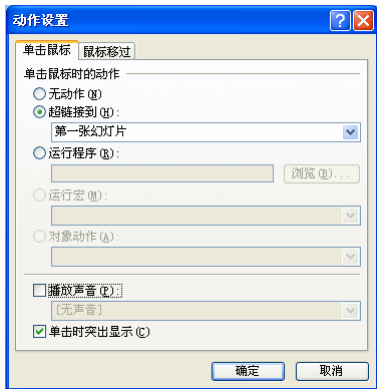 动作设置
单击鼠标 鼠标移过
单击鼠标时的动作
无动作(N)
超链接到(H):
第一张幻灯片
运行程序(R):
浏览(B)...
运行宏(M):
对象动作(A):
播放声音(P):
[无声音]
单击时突出显示(C)
确定 取消